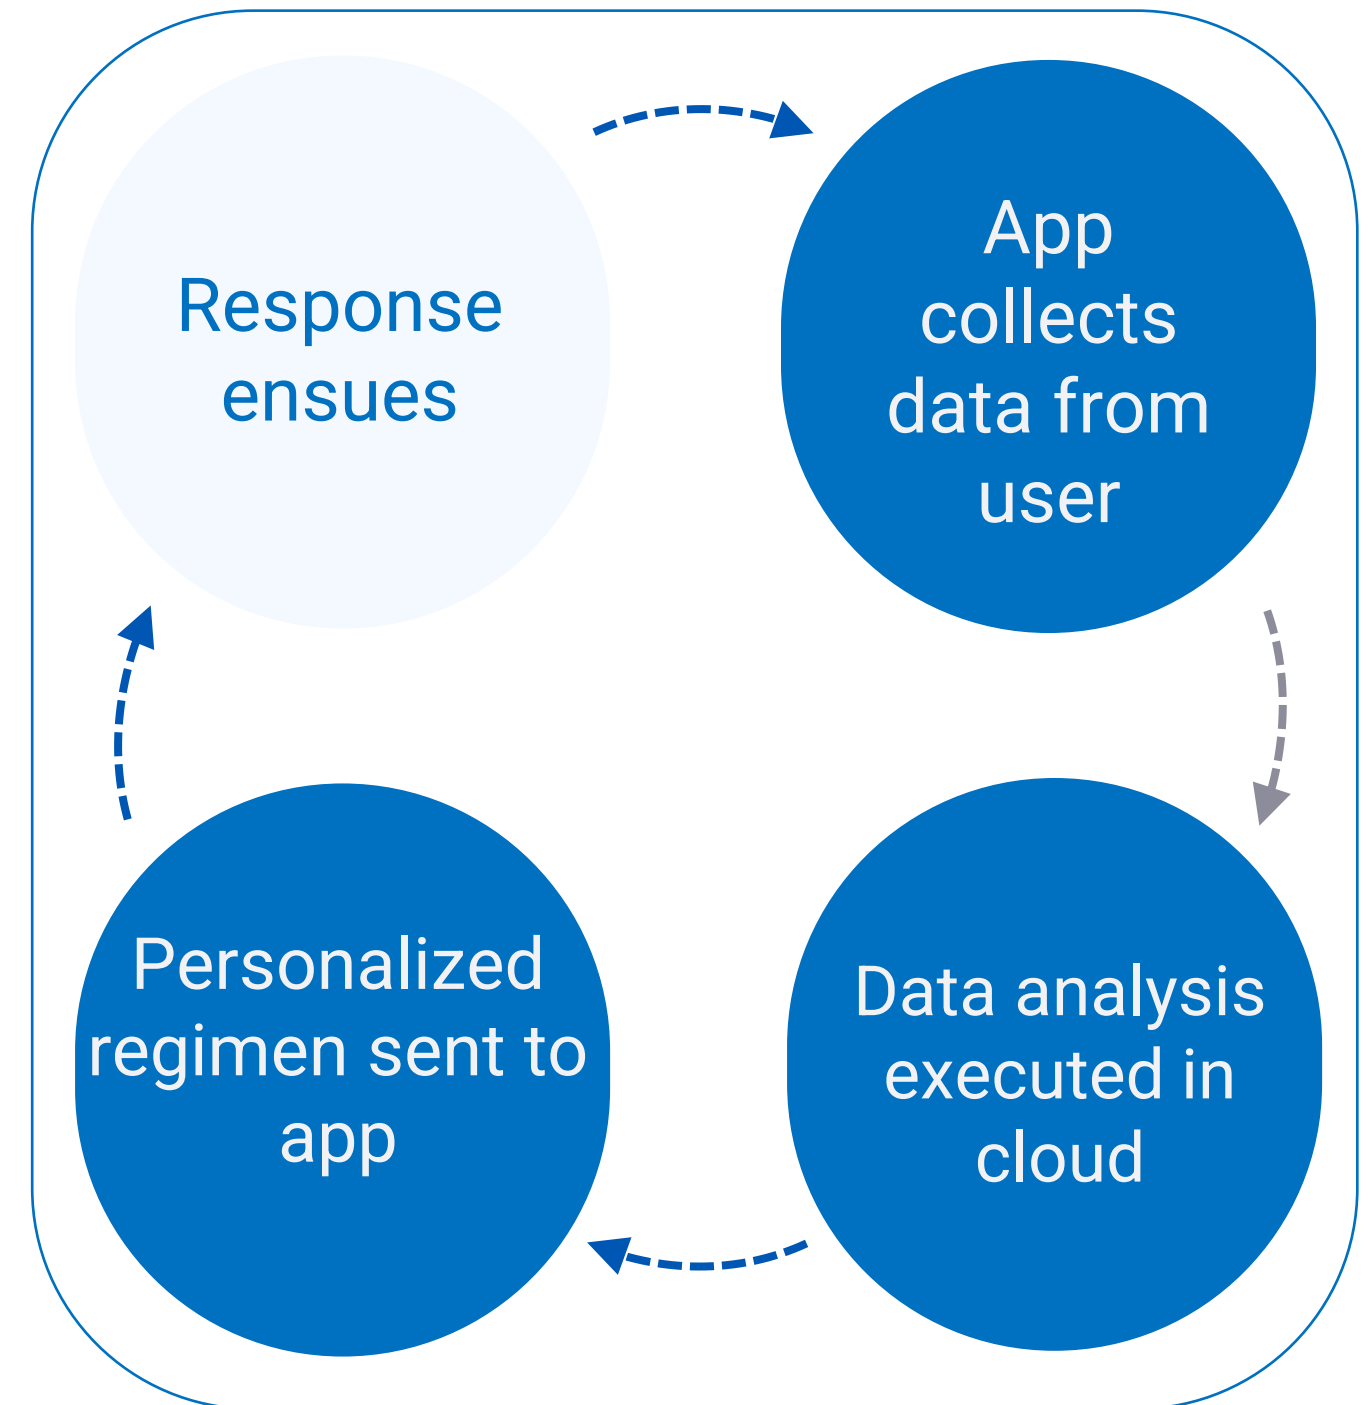 Response
ensues
App
collects
data from
user
Personalized
regimen sent to
app
Data analysis
executed in
cloud